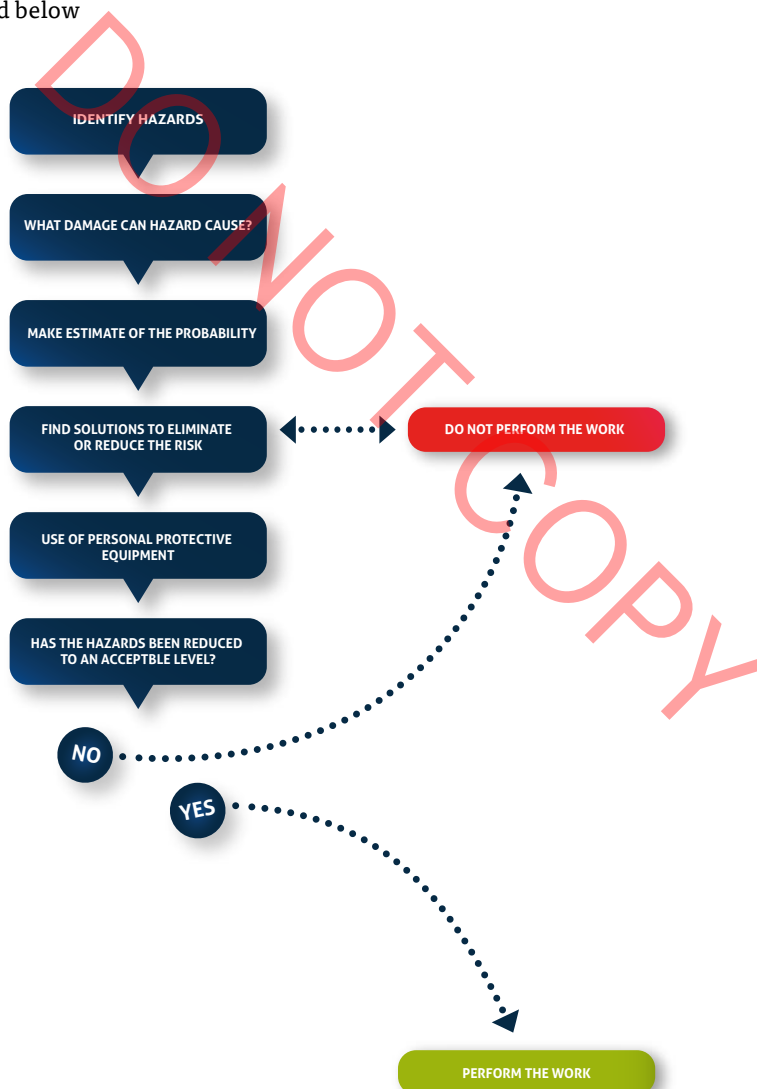 d below
IDENTIFY HAZARDS
WHAT DAMAGE CAN HAZARD CAUSE?
MAKE ESTIMATE OF THE PROBABILITY
FIND SOLUTIONS TO ELIMINATE
OR REDUCE THE RISK
DO NOT PERFORM THE WORK
USE OF PERSONAL PROTECTIVE
EQUIPMENT
HAS THE HAZARDS BEEN REDUCED
TO AN ACCEPTBLE LEVEL?
NO
YES
PERFORM THE WORK
DO NOT COPY